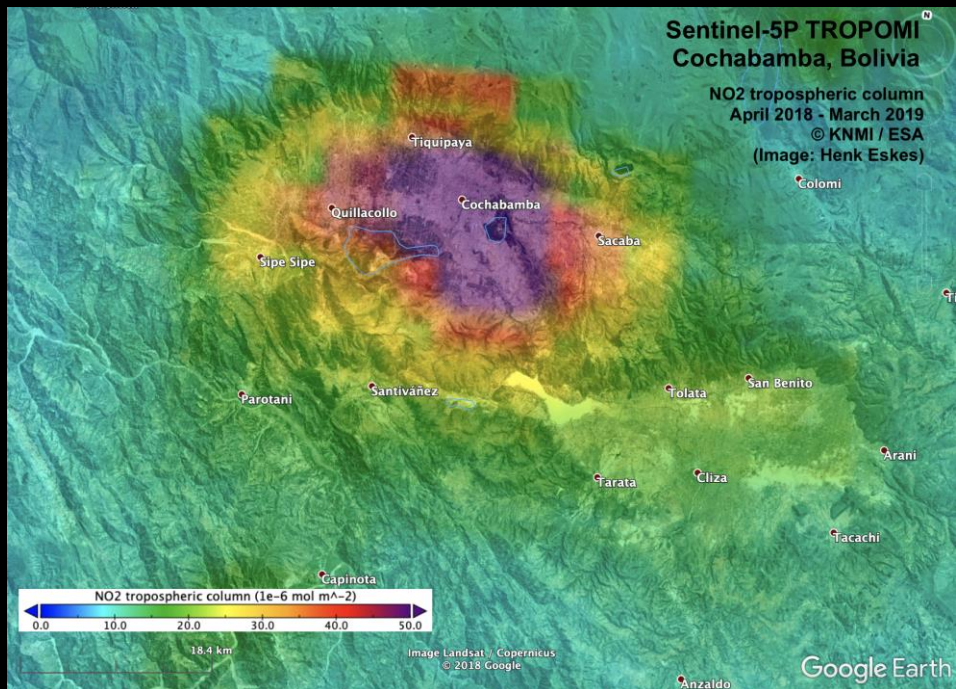 N
Sentinel-5P TROPOMI
Cochabamba, Bolivia
NO2 tropospheric column
April 2018 - March 2019
© KNMI / ESA
(Image: Henk Eskes)
Tiquipaya
Colomi
Cochabamba
Quillacollo
Sacaba
Sipe Sipe
San Benito
Santiváñez
Tolata
Parotani
Arani
Cliza
Tarata
Tacachi
Capinota
NO2 tropospheric column (1e-6 mol m^-2)
0.0 10.0 20.0 30.0 40.0 50.0
18.4 km
Image Landsat / Copernicus
© 2018 Google
Google Earth
Anzaldo